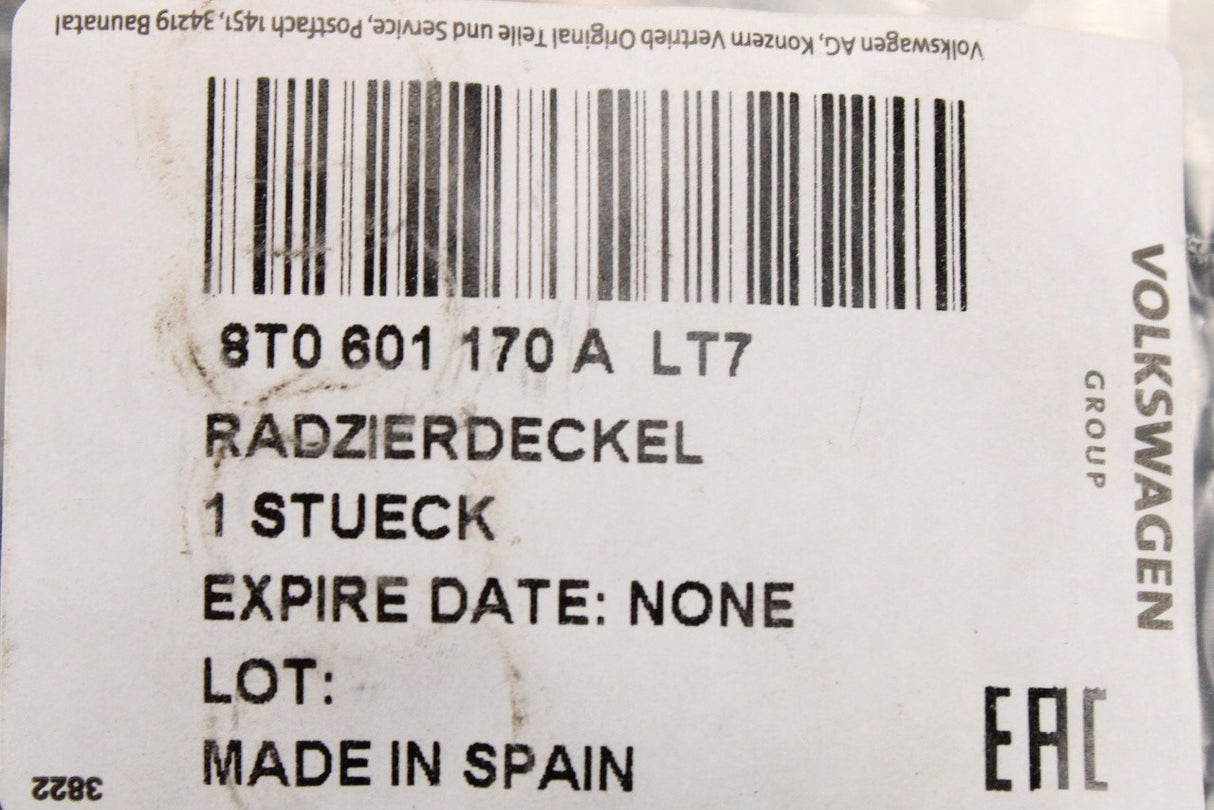 Volkswagen AG, Konzern Vertrieb Original Teile und Service, Postfach 1451, 34219 Baunatal
8T0 601 170 A LT7
RADZIERDECKEL
1 STUECK
EXPIRE DATE: NONE
LOT:
MADE IN SPAIN
VOLKSWAGEN
GROUP
EAC
3822